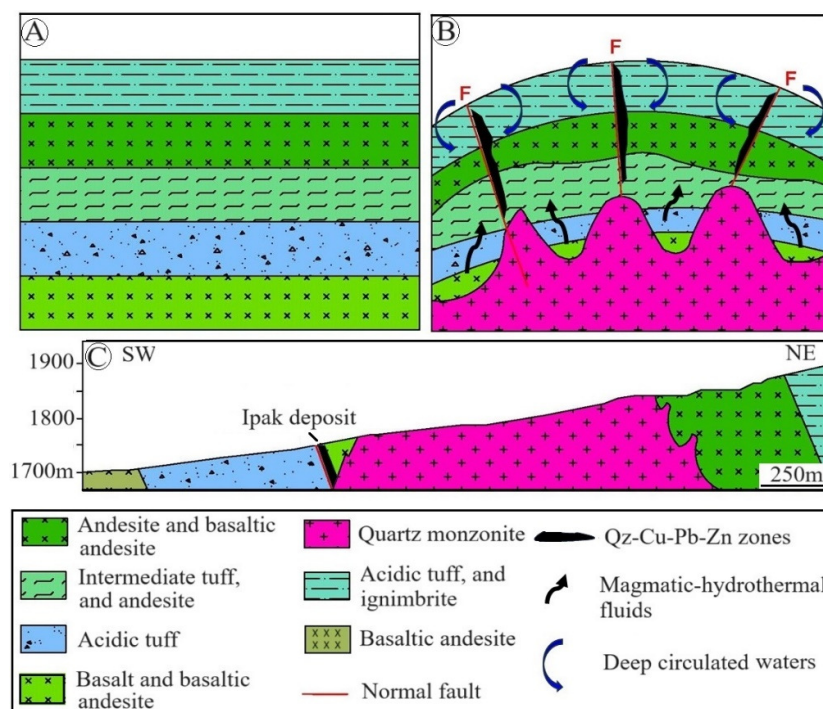 A
B
F
F
F
C
SW
NE
1900
1800
1700m
Ipak deposit
250m
Andesite and basaltic
andesite
Intermediate tuff,
and andesite
Acidic tuff
Basalt and basaltic
andesite
Quartz monzonite
Acidic tuff, and
ignimbrite
Basaltic andesite
Normal fault
Qz-Cu-Pb-Zn zones
Magmatic-hydrothermal
fluids
Deep circulated waters